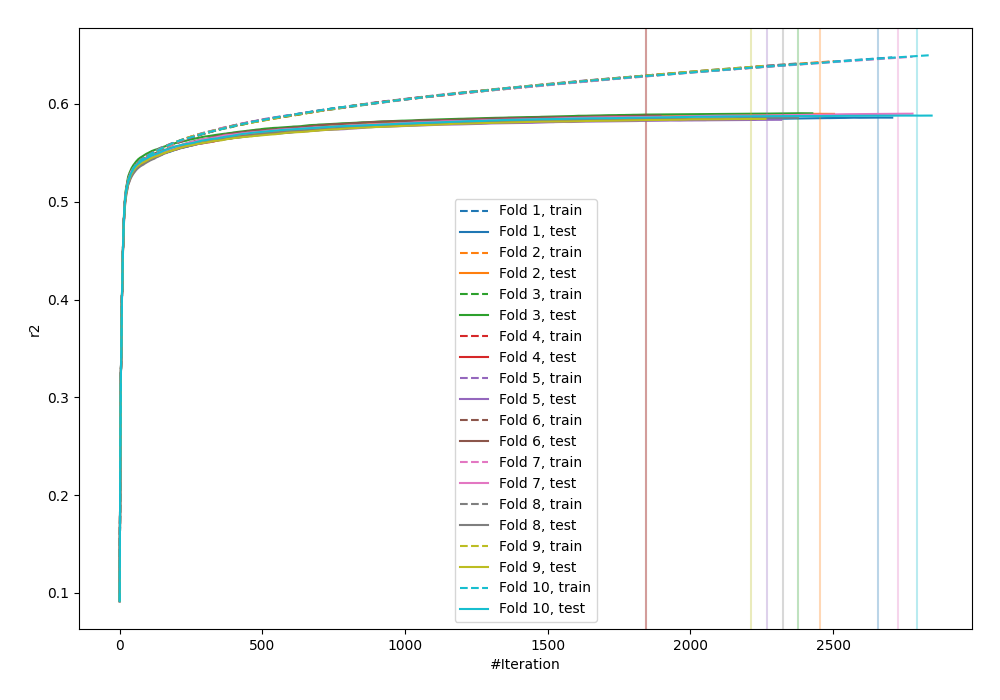 0.6
0.5
0.4
0.3
0.2
0.1
r2
Fold 1, train
Fold 1, test
Fold 2, train
Fold 2, test
Fold 3, train
Fold 3, test
Fold 4, train
Fold 4, test
Fold 5, train
Fold 5, test
Fold 6, train
Fold 6, test
Fold 7, train
Fold 7, test
Fold 8, train
Fold 8, test
Fold 9, train
Fold 9, test
Fold 10, train
Fold 10, test
0 500 1000 1500 2000 2500
#Iteration